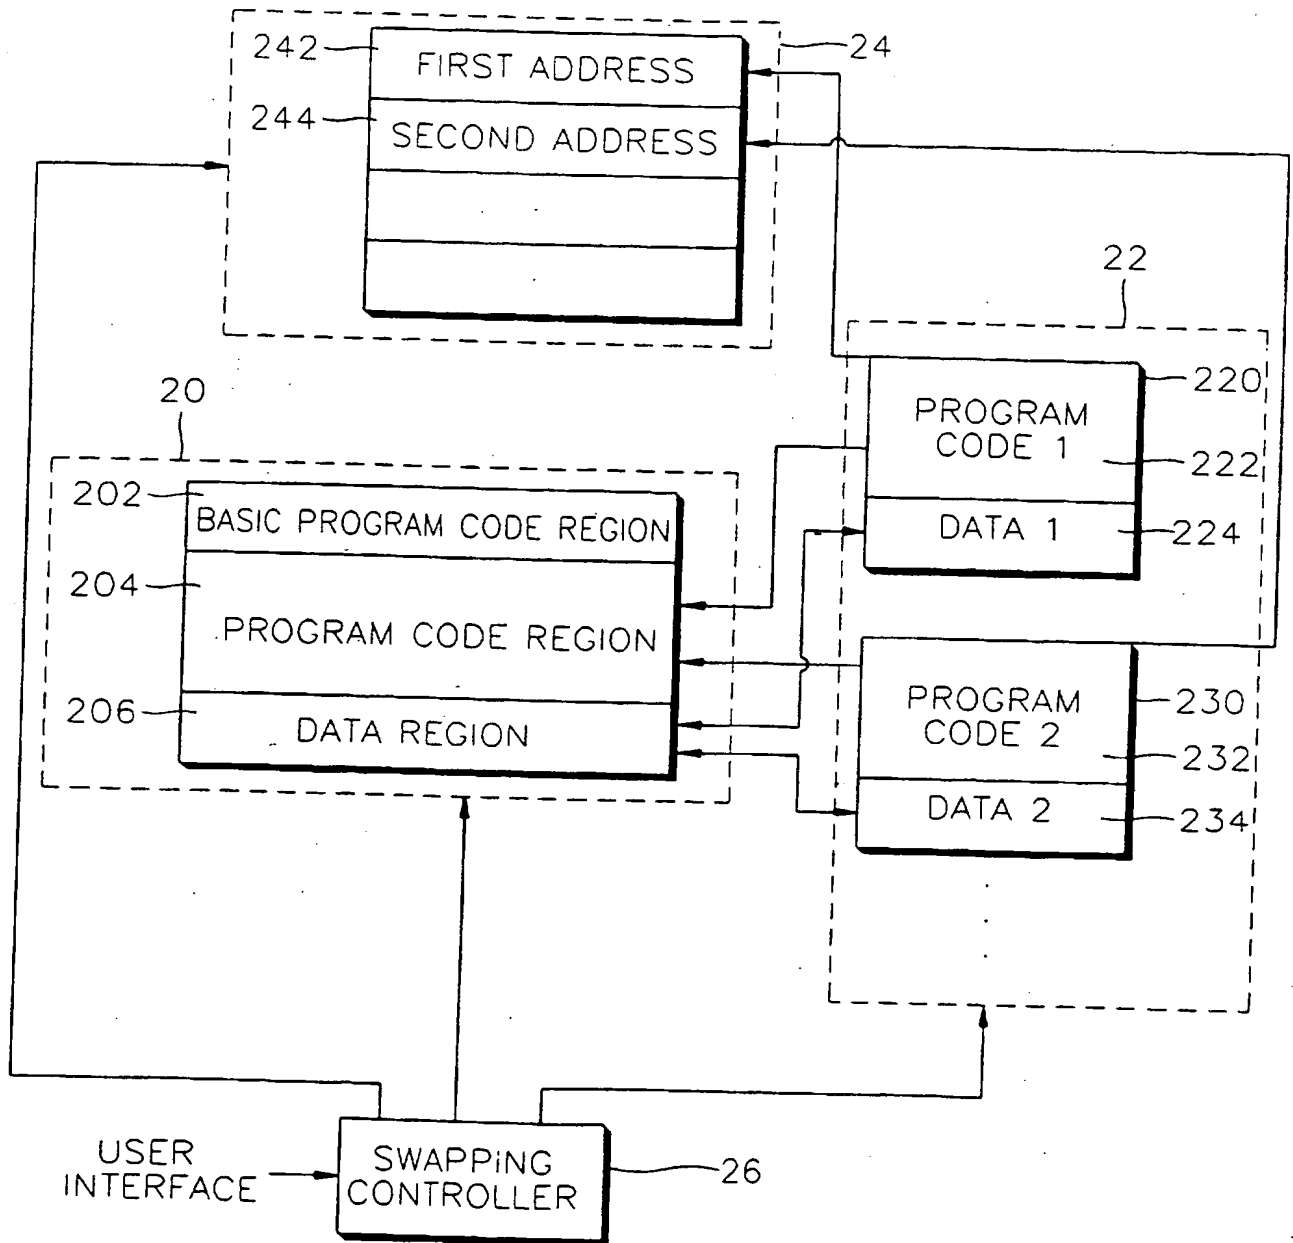 242
FIRST ADDRESS
24
244
SECOND ADDRESS
22
20
220
PROGRAM
CODE 1
222
202
BASIC PROGRAM CODE REGION
DATA 1
224
204
PROGRAM CODE REGION
PROGRAM
CODE 2
230
206
DATA REGION
232
DATA 2
234
USER
INTERFACE
SWAPPiNG
CONTROLLER
26